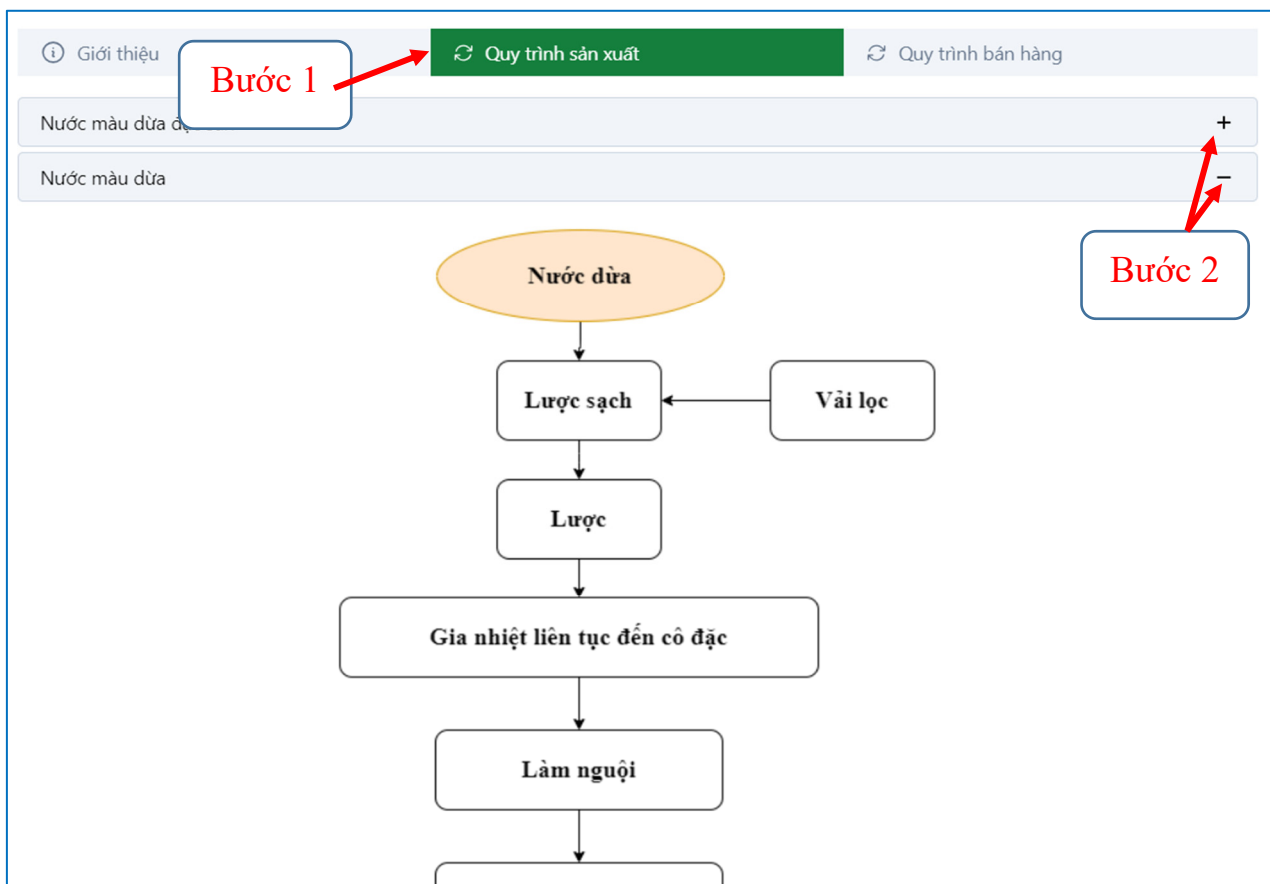 Giới thiệu
Quy trình sản xuất
Quy trình bán hàng
Bước 1
Nước màu dừa
+
Nước màu dừa
−
Bước 2
Nước dừa
Lược sạch
Vải lọc
Lược
Gia nhiệt liên tục đến cô đặc
Làm nguội